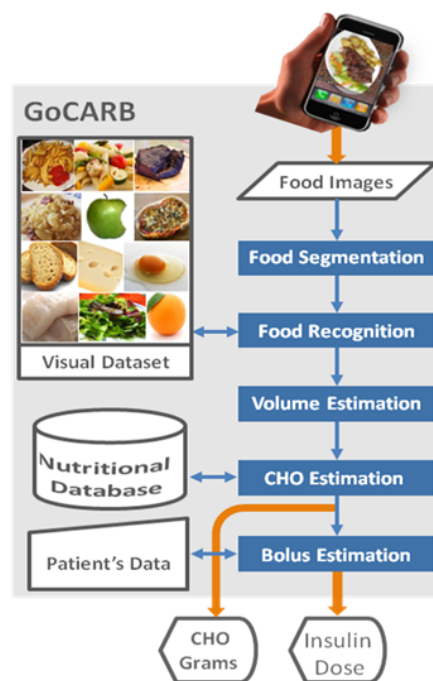 GoCARB
Food Images
Food Segmentation
Food Recognition
Visual Dataset
Volume Estimation
Nutritional
Database
CHO Estimation
Patient's Data
Bolus Estimation
CHO
Grams
Insulin
Dose